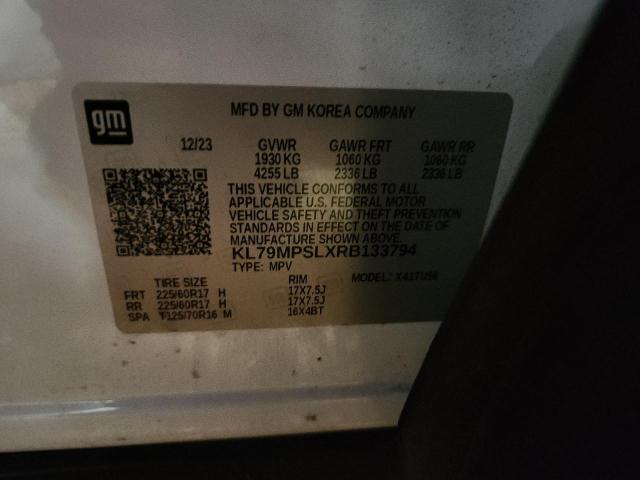 gm
MFD BY GM KOREA COMPANY
12/23 GVWR GAWR FRT GAWR RR
1930 KG 1060 KG 1060 KG
4255 LB 2336 LB 2336 LB
THIS VEHICLE CONFORMS TO ALL
APPLICABLE U.S. FEDERAL MOTOR
VEHICLE SAFETY AND THEFT PREVENTION
STANDARDS IN EFFECT ON THE DATE OF
MANUFACTURE SHOWN ABOVE.
KL79MPSLXRB133794
TYPE: MPV MODEL: X41TU56
TIRE SIZE RIM
FRT 225/60R17 H 17X7.5J
RR 225/60R17 H 17X7.5J
SPA T125/70R16 M 16X4BT